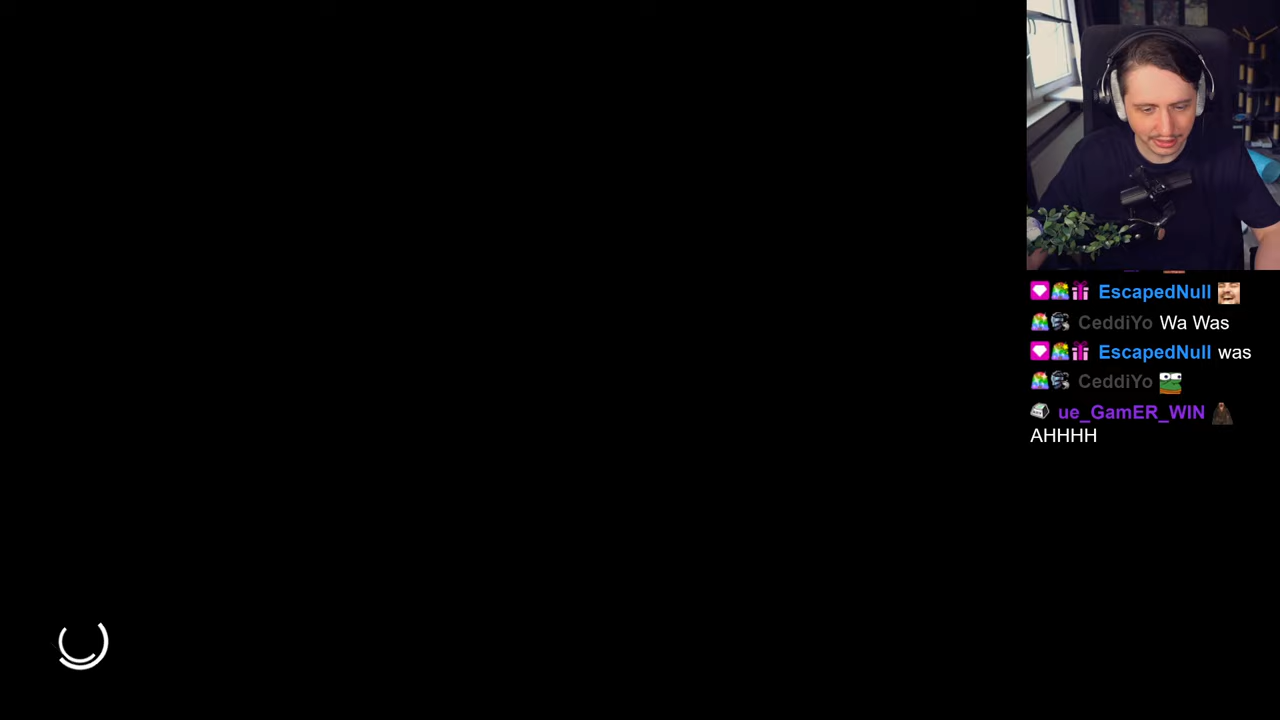 EscapedNull
CeddiYo Wa Was
EscapedNull was
CeddiYo
ue_GamER_WIN
AHHHH